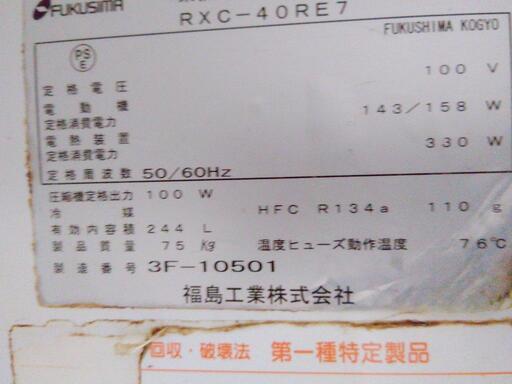 FUKUSIMA
RXC-40RE7
FUKUSHIMA KOGYO
PS
E
定格電圧 100 V
電動機
定格消費電力 143/158 W
電熱装置
定格消費電力 330 W
定格周波数 50/60Hz
圧縮機定格出力 100 W
冷媒 HFC R134a 110 g
有効内容積 244 L
製品質量 75 kg 温度ヒューズ動作温度 76℃
製造番号 3F-10501
福島工業株式会社
回収・破壊法 第一種特定製品